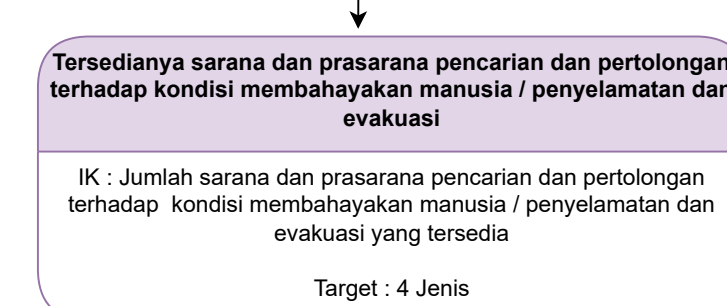 Tersedianya sarana dan prasarana pencarian dan pertolongan
terhadap kondisi membahayakan manusia / penyelamatan dan
evakuasi
IK : Jumlah sarana dan prasarana pencarian dan pertolongan
terhadap kondisi membahayakan manusia / penyelamatan dan
evakuasi yang tersedia
Target : 4 Jenis